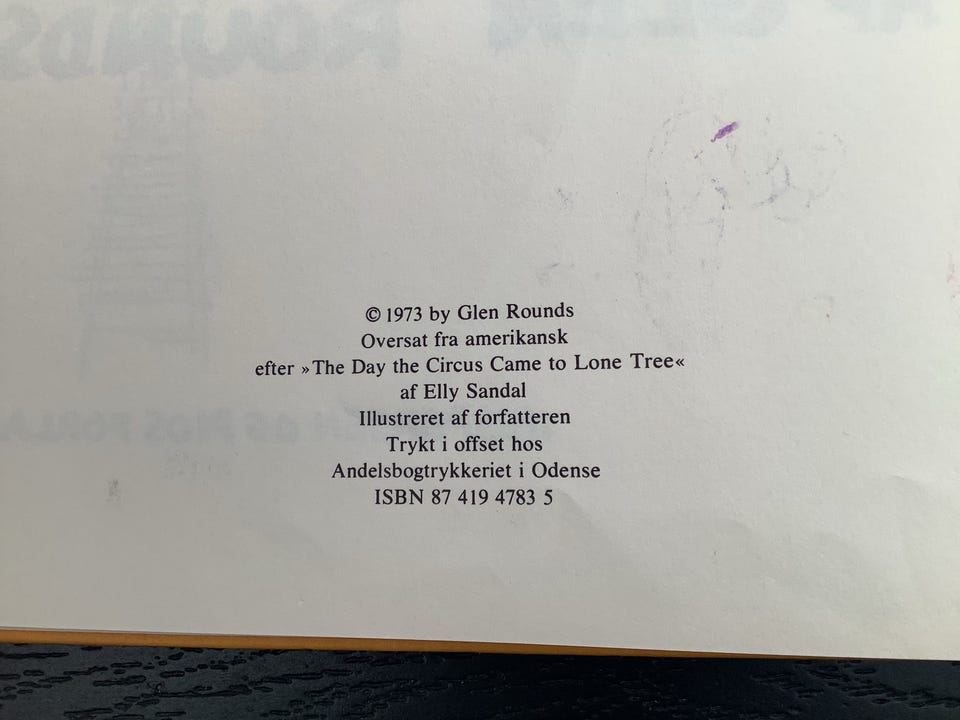 © 1973 by Glen Rounds
Oversat fra amerikansk
efter »The Day the Circus Came to Lone Tree«
af Elly Sandal
Illustreret af forfatteren
Trykt i offset hos
Andelsbogtrykkeriet i Odense
ISBN 87 419 4783 5